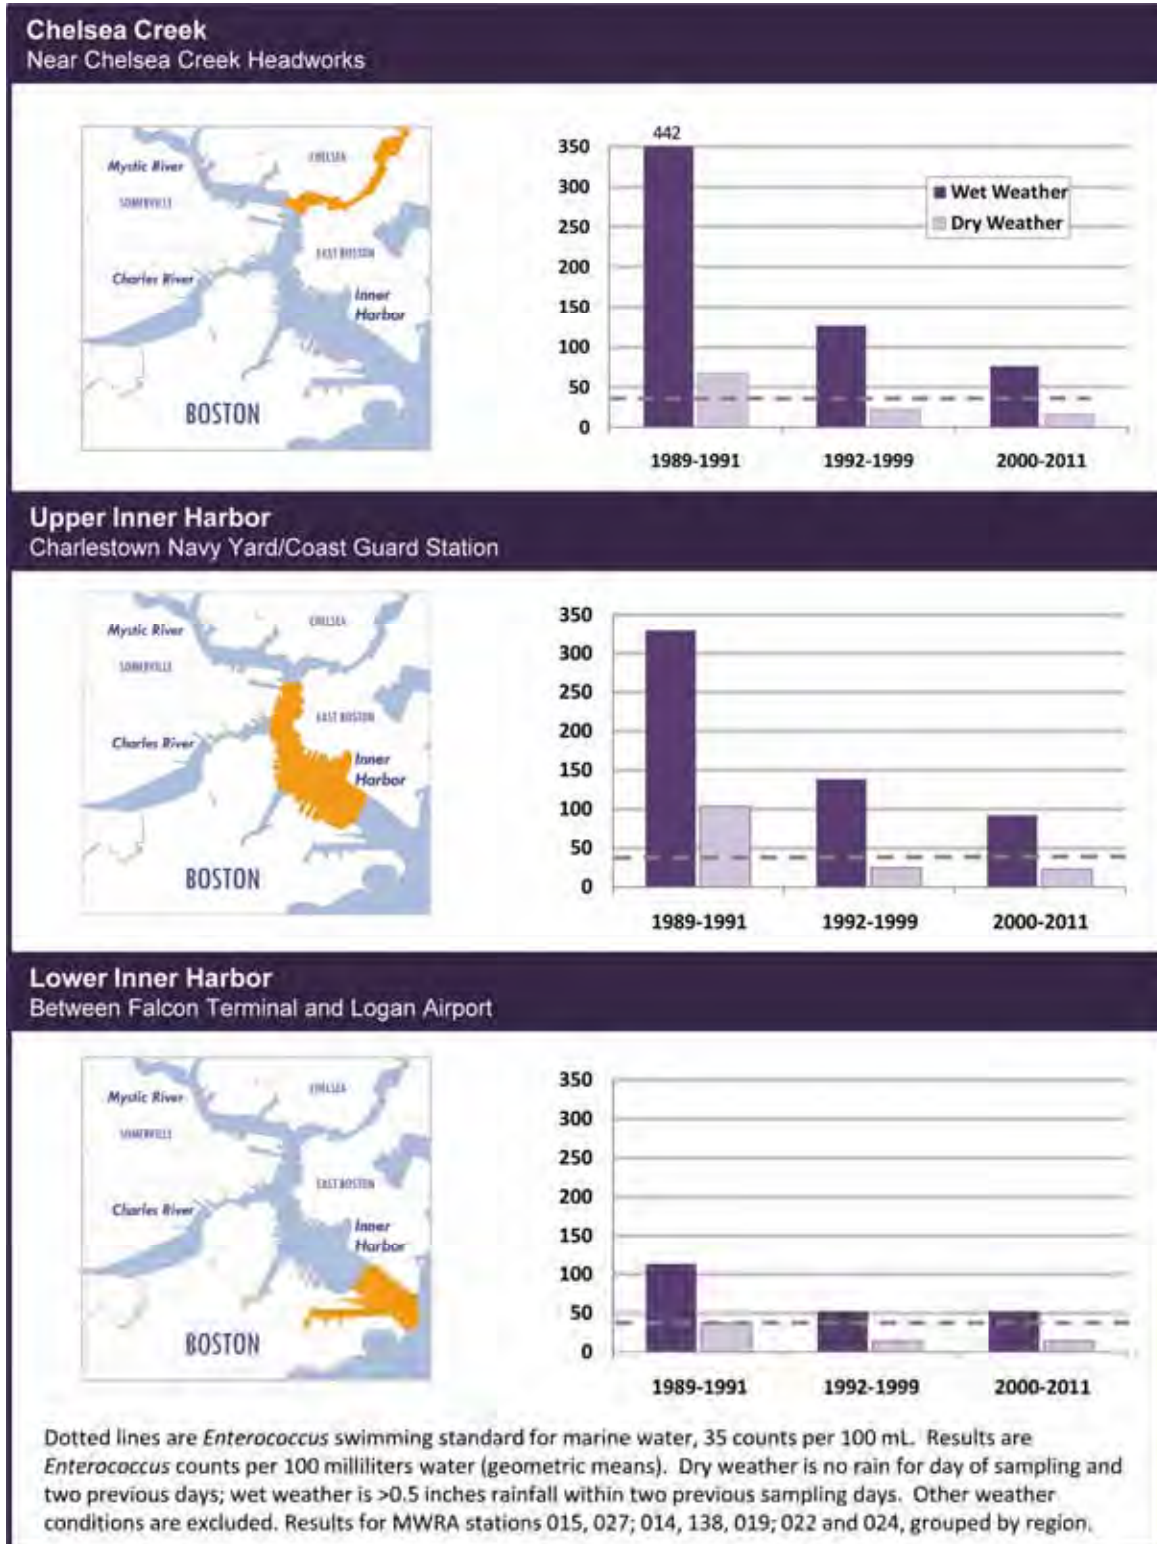 Chelsea Creek
Near Chelsea Creek Headworks
Mystic River
CHELSEA
SOMERVILLE
EAST BOSTON
Charles River
Inner
Harbor
BOSTON
442
350
300
250
200
150
100
50
0
Wet Weather
Dry Weather
1989-1991 1992-1999 2000-2011
Upper Inner Harbor
Charlestown Navy Yard/Coast Guard Station
Mystic River
CHELSEA
SOMERVILLE
EAST BOSTON
Charles River
Inner
Harbor
BOSTON
350
300
250
200
150
100
50
0
1989-1991 1992-1999 2000-2011
Lower Inner Harbor
Between Falcon Terminal and Logan Airport
Mystic River
CHELSEA
SOMERVILLE
EAST BOSTON
Charles River
Inner
Harbor
BOSTON
350
300
250
200
150
100
50
0
1989-1991 1992-1999 2000-2011
Dotted lines are Enterococcus swimming standard for marine water, 35 counts per 100 mL. Results are
Enterococcus counts per 100 milliliters water (geometric means). Dry weather is no rain for day of sampling and
two previous days; wet weather is >0.5 inches rainfall within two previous sampling days. Other weather
conditions are excluded. Results for MWRA stations 015, 027; 014, 138, 019; 022 and 024, grouped by region.